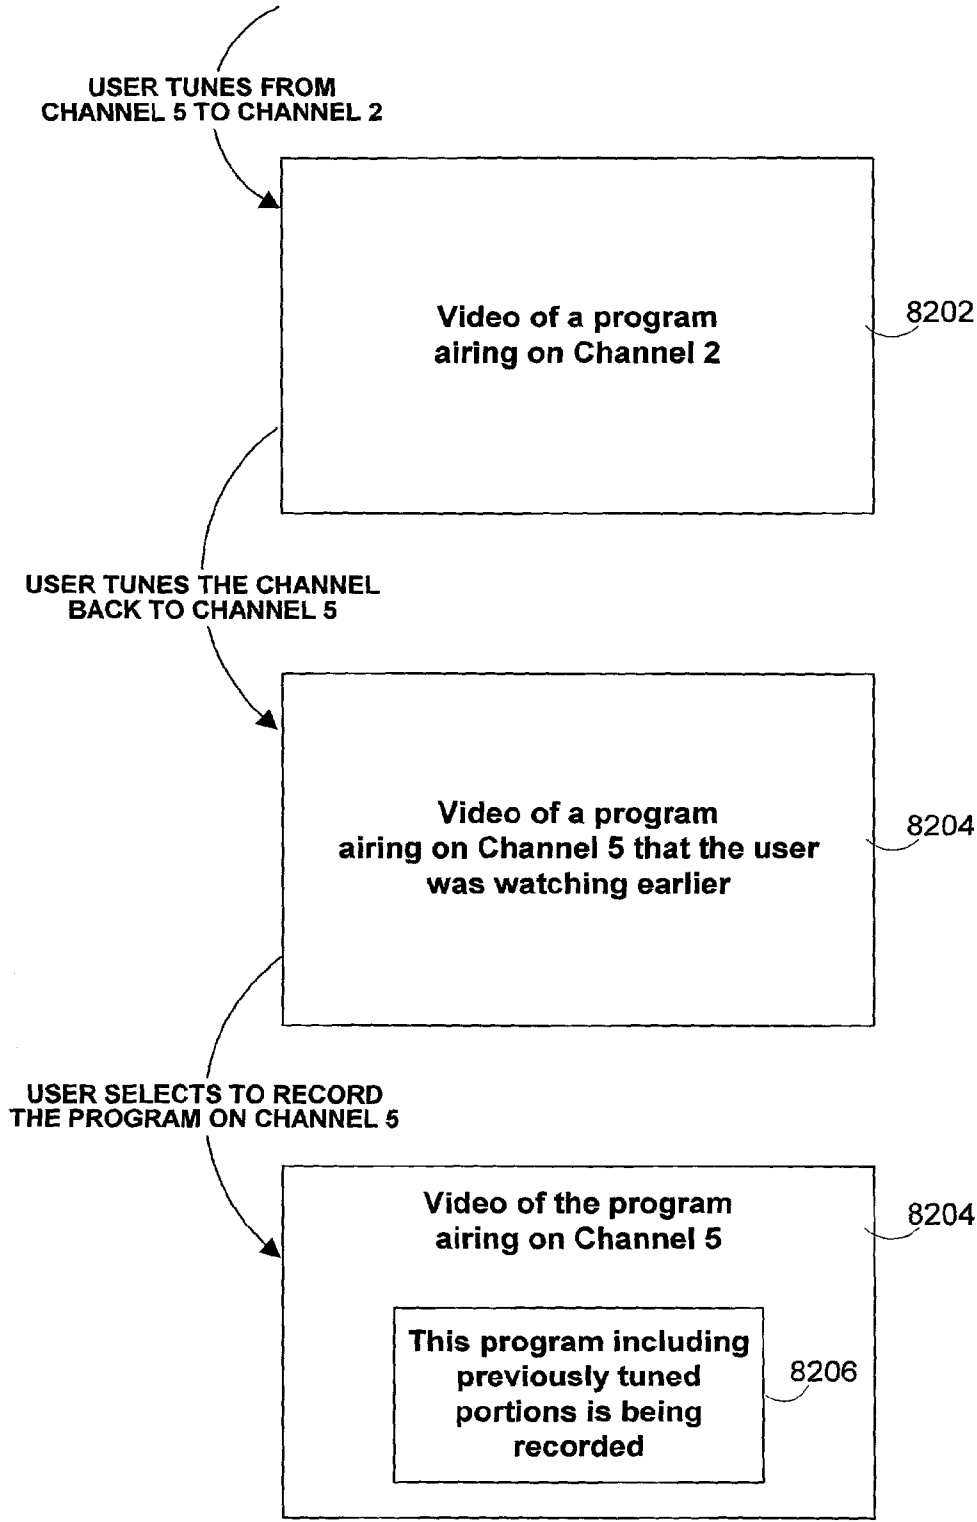 USER TUNES FROM
CHANNEL 5 TO CHANNEL 2
Video of a program
airing on Channel 2
8202
USER TUNES THE CHANNEL
BACK TO CHANNEL 5
Video of a program
airing on Channel 5 that the user
was watching earlier
8204
USER SELECTS TO RECORD
THE PROGRAM ON CHANNEL 5
Video of the program
airing on Channel 5
8204
This program including
previously tuned
portions is being
recorded
8206